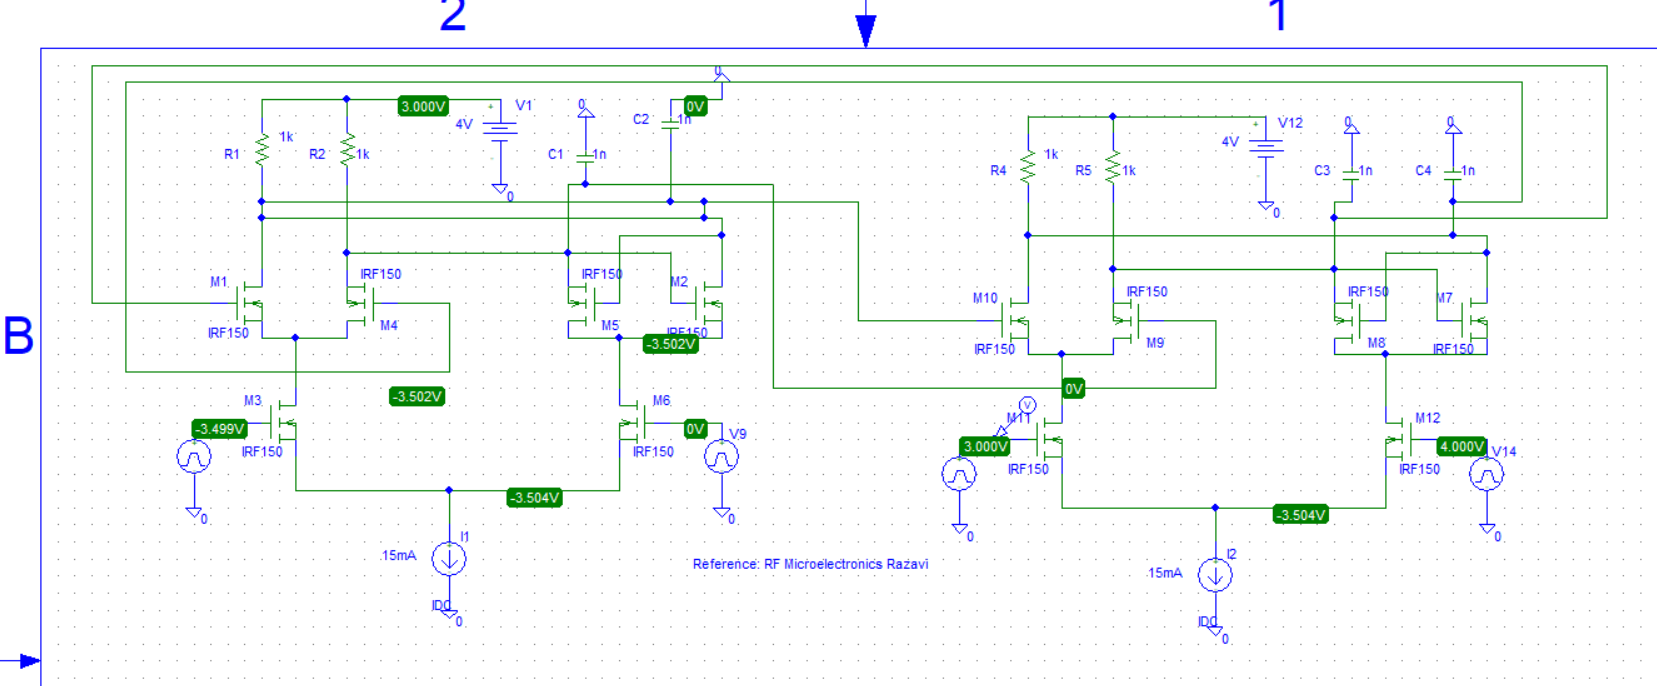 2
1
B
0
3.000V
V1
4V
0V
C2
1n
0
C1
1n
R1
1k
R2
1k
0
V12
4V
0
0
R4
1k
R5
1k
C3
1n
C4
1n
0
M1
IRF150
IRF150
M4
IRF150
M5
M2
IRF150
-3.502V
M10
IRF150
IRF150
M9
IRF150
M8
M7
IRF150
-3.502V
0V
M3
-3.499V
IRF150
M6
IRF150
0V
V9
M11
V
3.000V
IRF150
M12
IRF150
4.000V
V14
-3.504V
-3.504V
0
0
0
0
I1
15mA
IDC
0
Reference: RF Microelectronics Razavi
I2
15mA
IDC
0